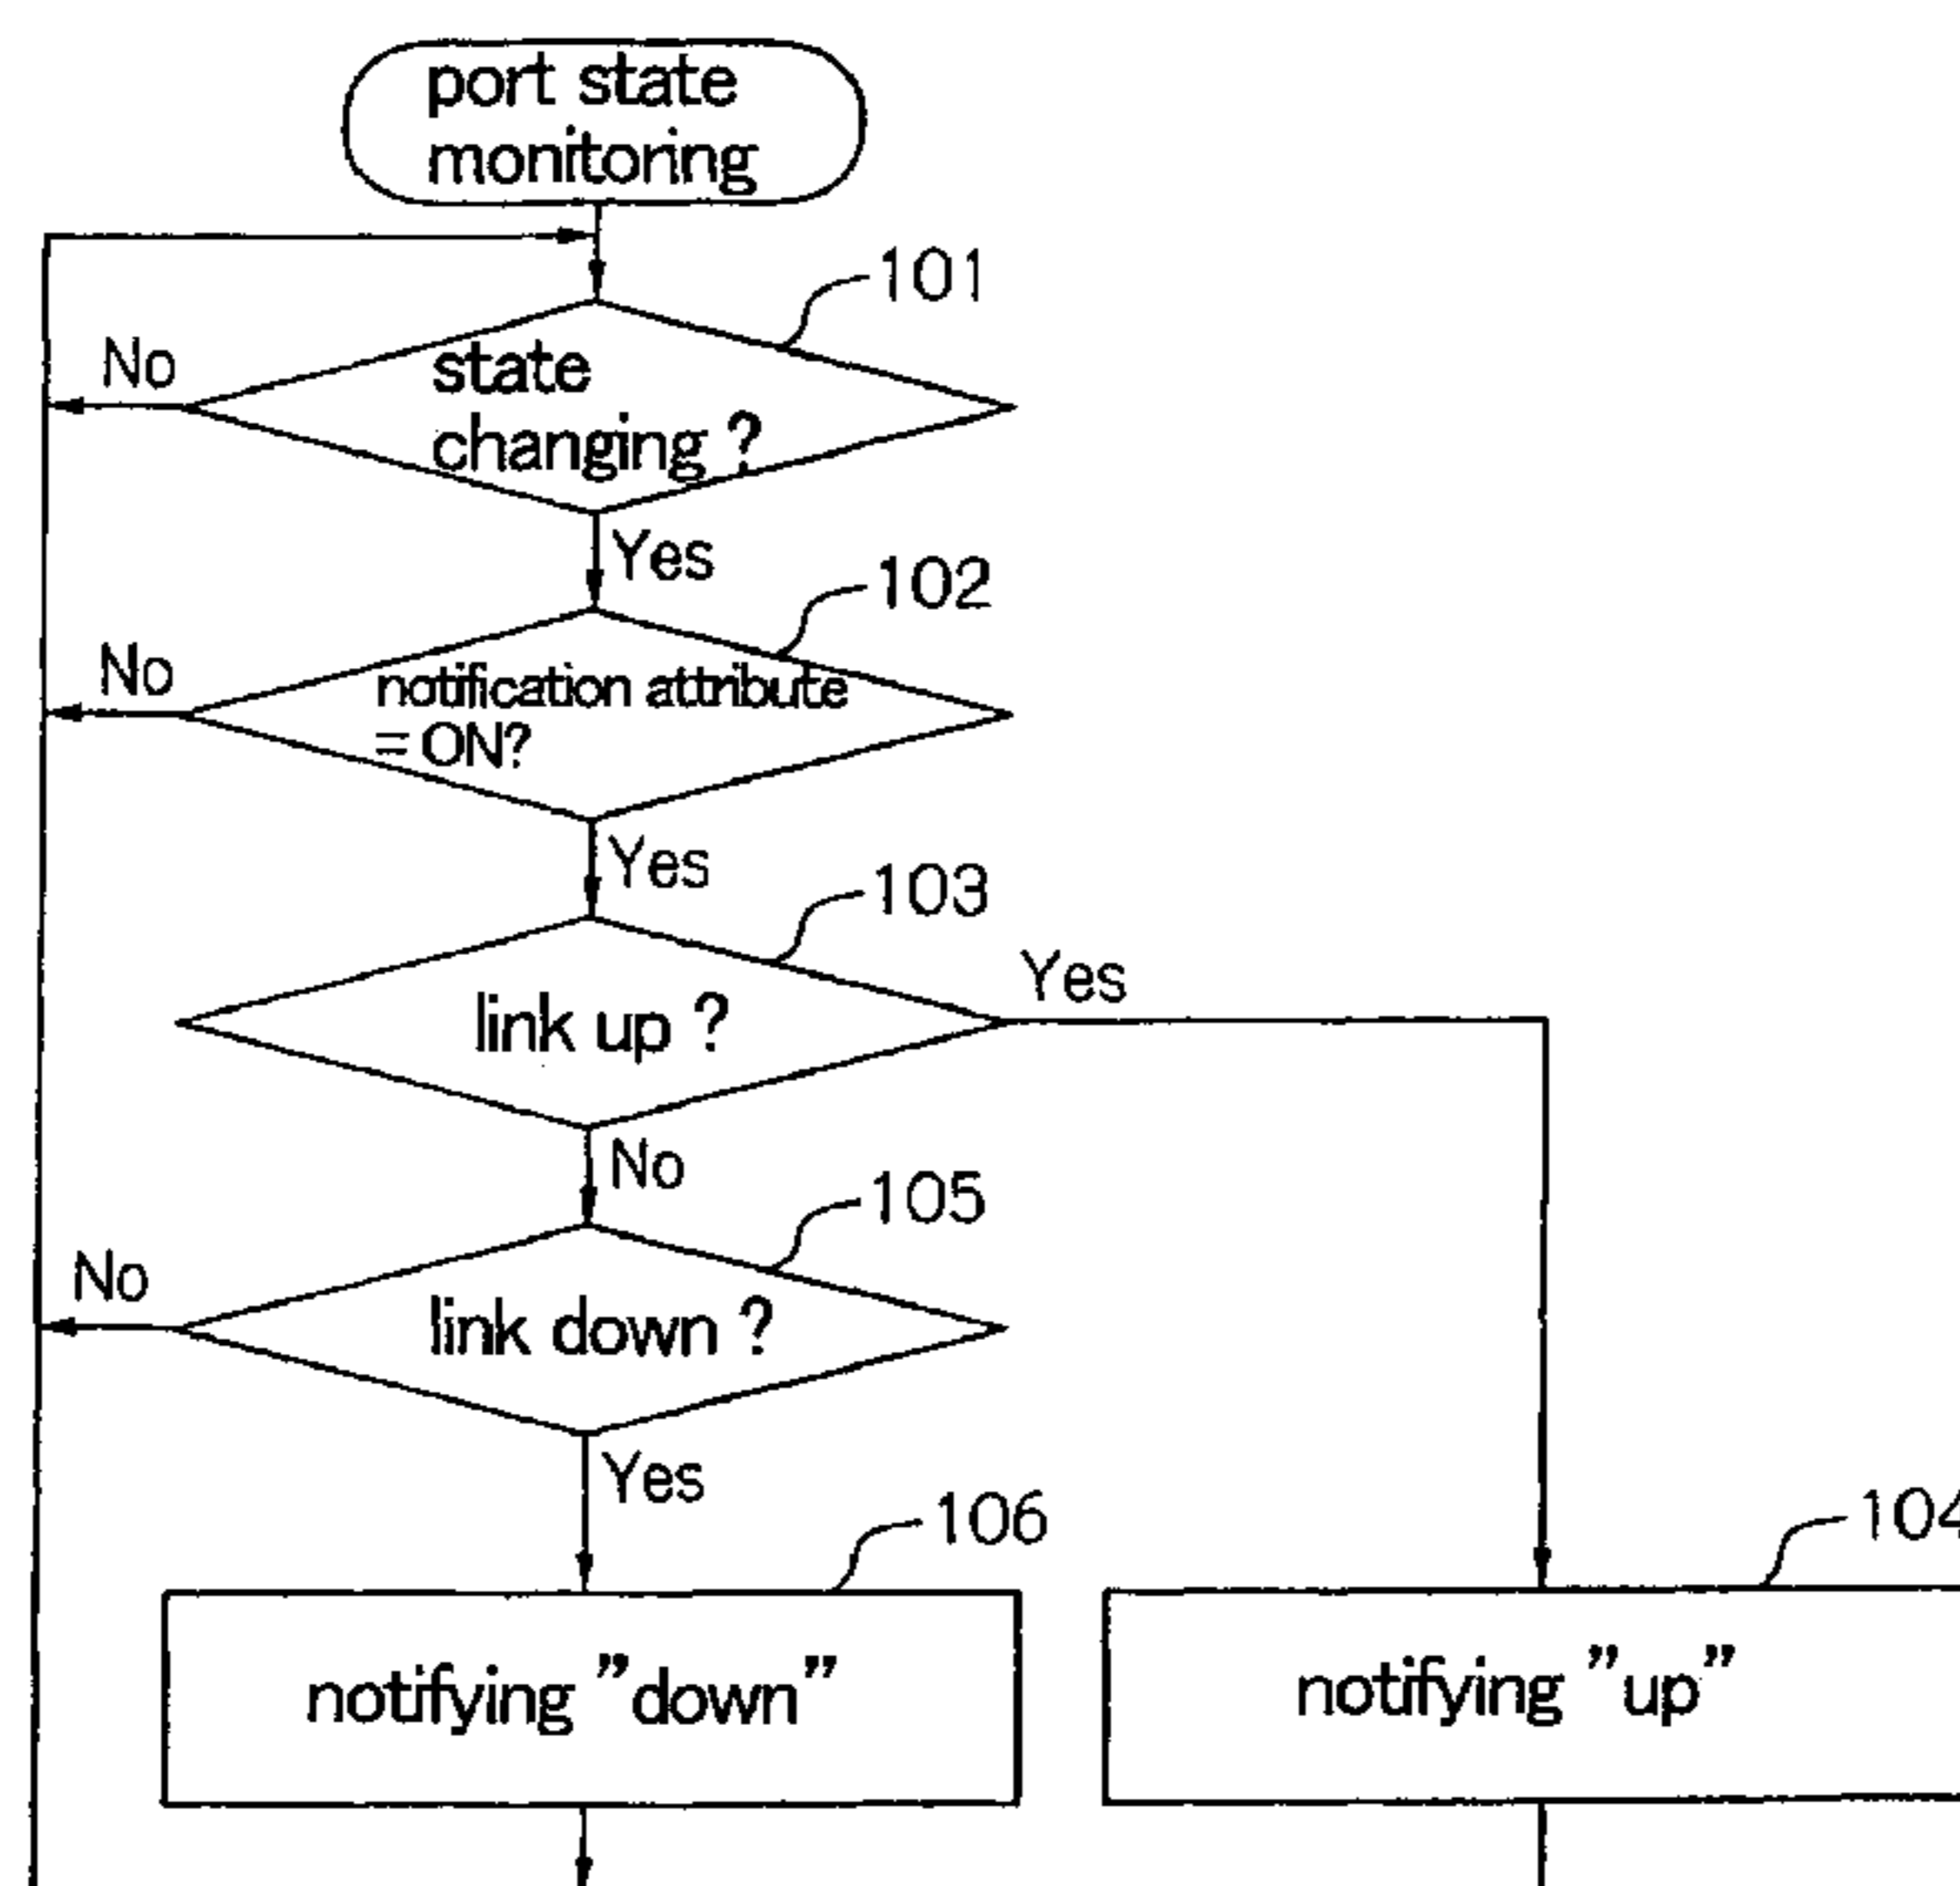 port state
monitoring
101
No
state
changing ?
Yes
102
No
notification attribute
= ON?
Yes
103
Yes
link up ?
No
105
No
link down ?
Yes
106
104
notifying ”down”
notifying ”up”